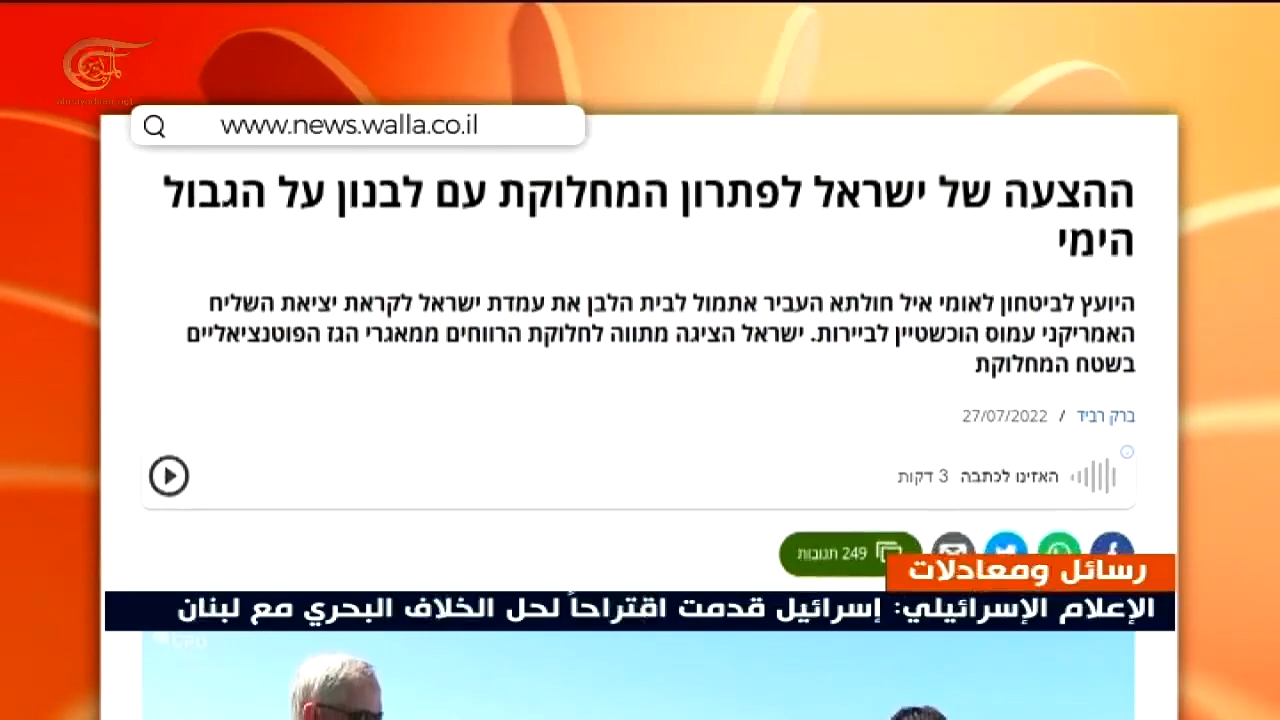 almayadeen.net
www.news.walla.co.il
ההצעה של ישראל לפתרון המחלוקת עם לבנון על הגבול
הימי
היועץ לביטחון לאומי איל חולתא העביר אתמול לבית הלבן את עמדת ישראל לקראת יציאת השליח
האמריקני עמוס הוכשטיין לביירות. ישראל הציגה מתווה לחלוקת הרווחים ממאגרי הגז הפוטנציאליים
בשטח המחלוקת
ברק רביד / 27/07/2022
האזינו לכתבה 3 דקות
249 תגובות
رسائل ومعادلات
الإعلام الإسرائيلي: إسرائيل قدمت اقتراحاً لحل الخلاف البحري مع لبنان
GPO